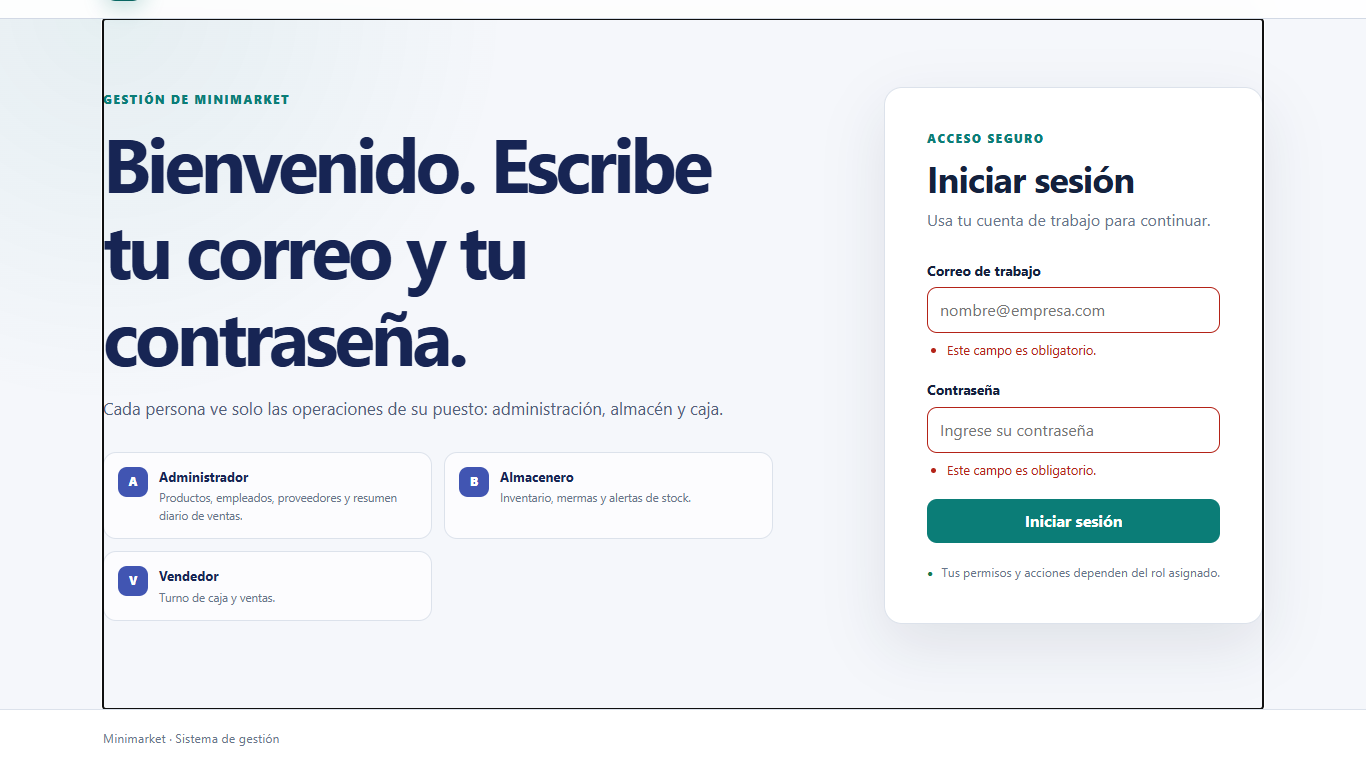 GESTIÓN DE MINIMARKET
Bienvenido. Escribe
tu correo y tu
contraseña.
Cada persona ve solo las operaciones de su puesto: administración, almacén y caja.
A
Administrador
Productos, empleados, proveedores y resumen
diario de ventas.
B
Almacenero
Inventario, mermas y alertas de stock.
V
Vendedor
Turno de caja y ventas.
ACCESO SEGURO
Iniciar sesión
Usa tu cuenta de trabajo para continuar.
Correo de trabajo
nombre@empresa.com
• Este campo es obligatorio.
Contraseña
Ingrese su contraseña
• Este campo es obligatorio.
Iniciar sesión
• Tus permisos y acciones dependen del rol asignado.
Minimarket · Sistema de gestión